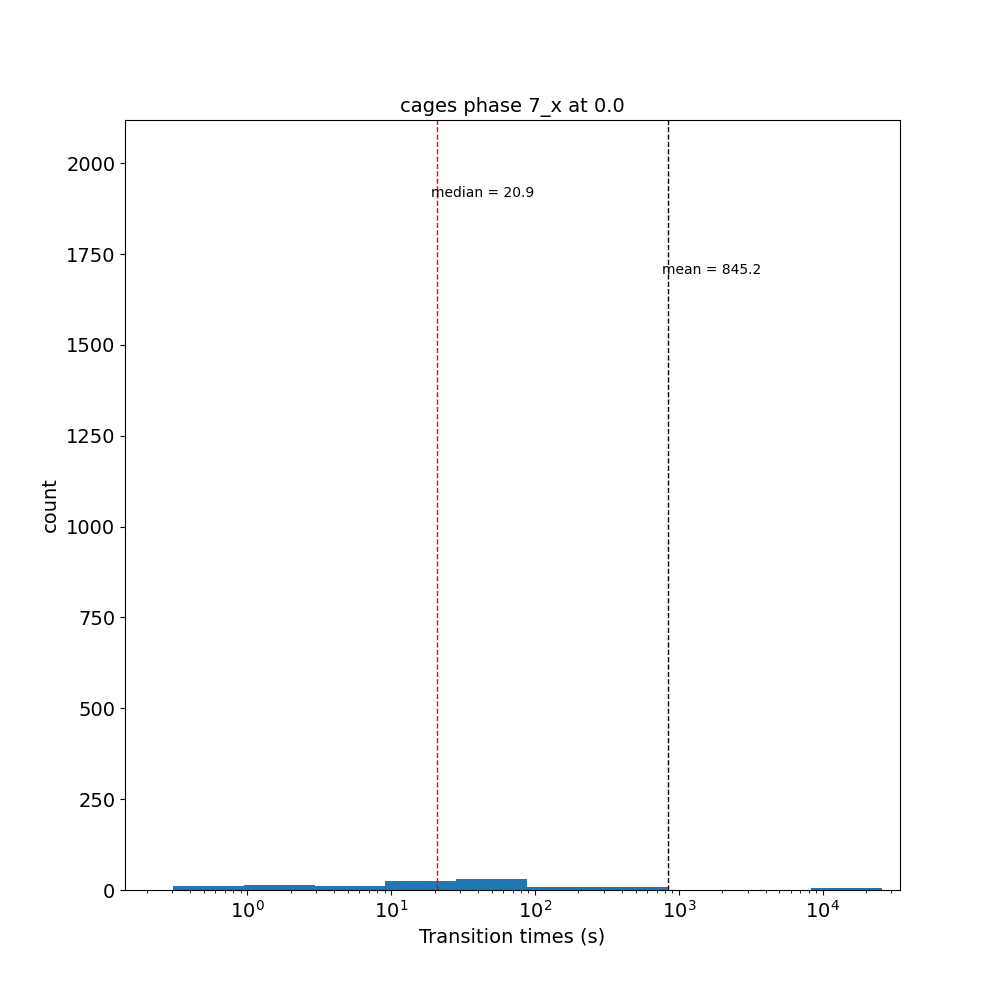 cages phase 7_x at 0.0
2000
median = 20.9
1750
mean = 845.2
1500
1250
1000
count
750
500
250
0
10⁰ 10¹ 10² 10³ 10⁴
Transition times (s)